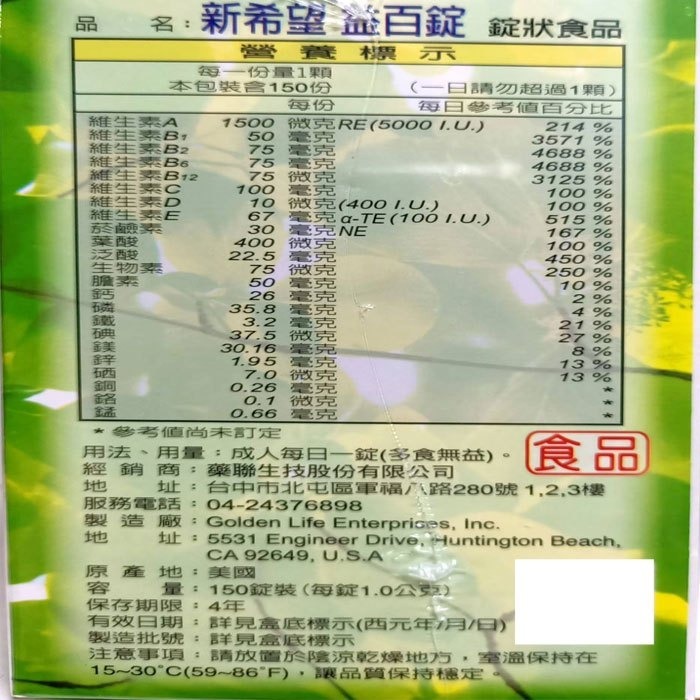 品　名：新希望 益百錠 錠狀食品
營養標示
每一份量1顆
本包裝含150份 (一日請勿超過1顆)
每份 每日參考值百分比
維生素A 1500 微克RE(5000 I.U.) 214 %
維生素B1 50 毫克 3571 %
維生素B2 75 毫克 4688 %
維生素B6 75 毫克 4688 %
維生素B12 75 微克 3125 %
維生素C 100 毫克 100 %
維生素D 10 微克(400 I.U.) 100 %
維生素E 67 毫克α-TE(100 I.U.) 515 %
菸鹼素 30 毫克NE 167 %
葉酸 400 微克 100 %
泛酸 22.5 毫克 450 %
生物素 75 微克 250 %
膽素 50 毫克 10 %
鈣 26 毫克 2 %
磷 35.8 毫克 4 %
鐵 3.2 毫克 21 %
碘 37.5 微克 27 %
鎂 30.16 毫克 8 %
鋅 1.95 毫克 13 %
硒 7.0 微克 13 %
銅 0.26 毫克 *
鉻 0.1 微克 *
錳 0.66 毫克 *
* 參考值尚未訂定
用法、用量：成人每日一錠(多食無益)。
食品
經銷商：藥聯生技股份有限公司
地　址：台中市北屯區軍福八路280號1,2,3樓
服務電話：04-24376898
製造廠：Golden Life Enterprices, Inc.
地　址：5531 Engineer Drive, Huntington Beach,
CA 92649, U.S.A
原產地：美國
容　量：150錠裝(每錠1.0公克)
保存期限：4年
有效日期：詳見盒底標示(西元年/月/日)
製造批號：詳見盒底標示
注意事項：請放置於陰涼乾燥地方，室溫保持在
15~30°C(59~86°F)，讓品質保持穩定。